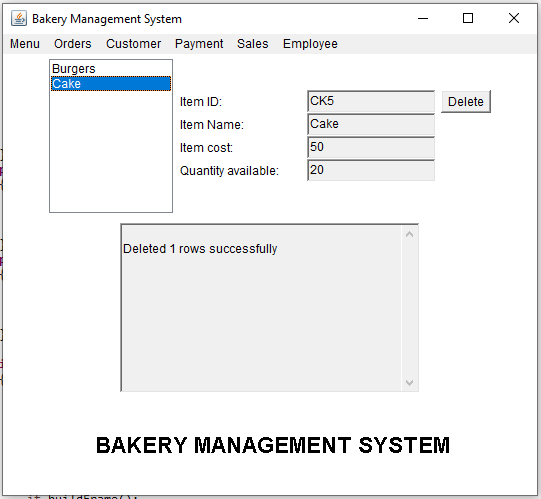 Bakery Management System
Menu Orders Customer Payment Sales Employee
Burgers
Cake
Item ID: CK5 Delete
Item Name: Cake
Item cost: 50
Quantity available: 20
Deleted 1 rows successfully
BAKERY MANAGEMENT SYSTEM